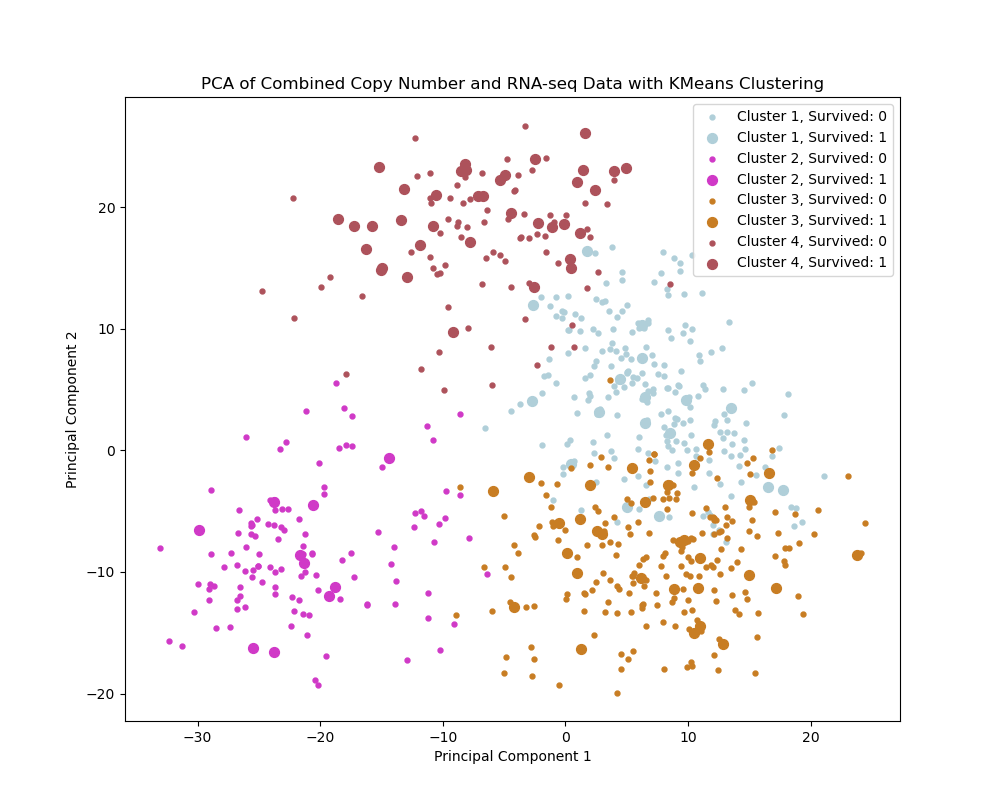 PCA of Combined Copy Number and RNA-seq Data with KMeans Clustering
Cluster 1, Survived: 0
Cluster 1, Survived: 1
Cluster 2, Survived: 0
Cluster 2, Survived: 1
Cluster 3, Survived: 0
Cluster 3, Survived: 1
Cluster 4, Survived: 0
Cluster 4, Survived: 1
Principal Component 2
20
10
0
−10
−20
−30 −20 −10 0 10 20
Principal Component 1